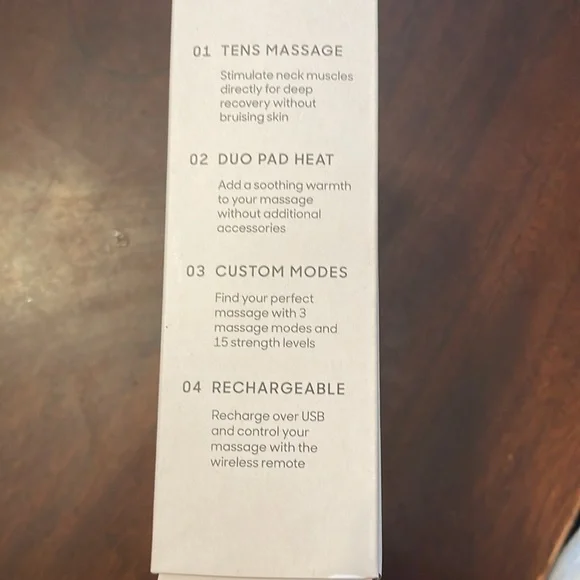 01 TENS MASSAGE
Stimulate neck muscles
directly for deep
recovery without
bruising skin
02 DUO PAD HEAT
Add a soothing warmth
to your massage
without additional
accessories
03 CUSTOM MODES
Find your perfect
massage with 3
massage modes and
15 strength levels
04 RECHARGEABLE
Recharge over USB
and control your
massage with the
wireless remote